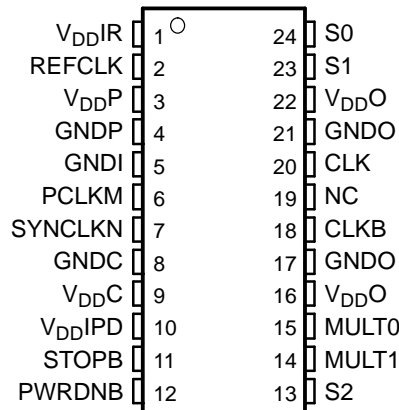 VDDIR 1 24 S0
REFCLK 2 23 S1
VDDP 3 22 VDDO
GNDP 4 21 GNDO
GNDI 5 20 CLK
PCLKM 6 19 NC
SYNCLKN 7 18 CLKB
GNDC 8 17 GNDO
VDDC 9 16 VDDO
VDDIPD 10 15 MULT0
STOPB 11 14 MULT1
PWRDNB 12 13 S2